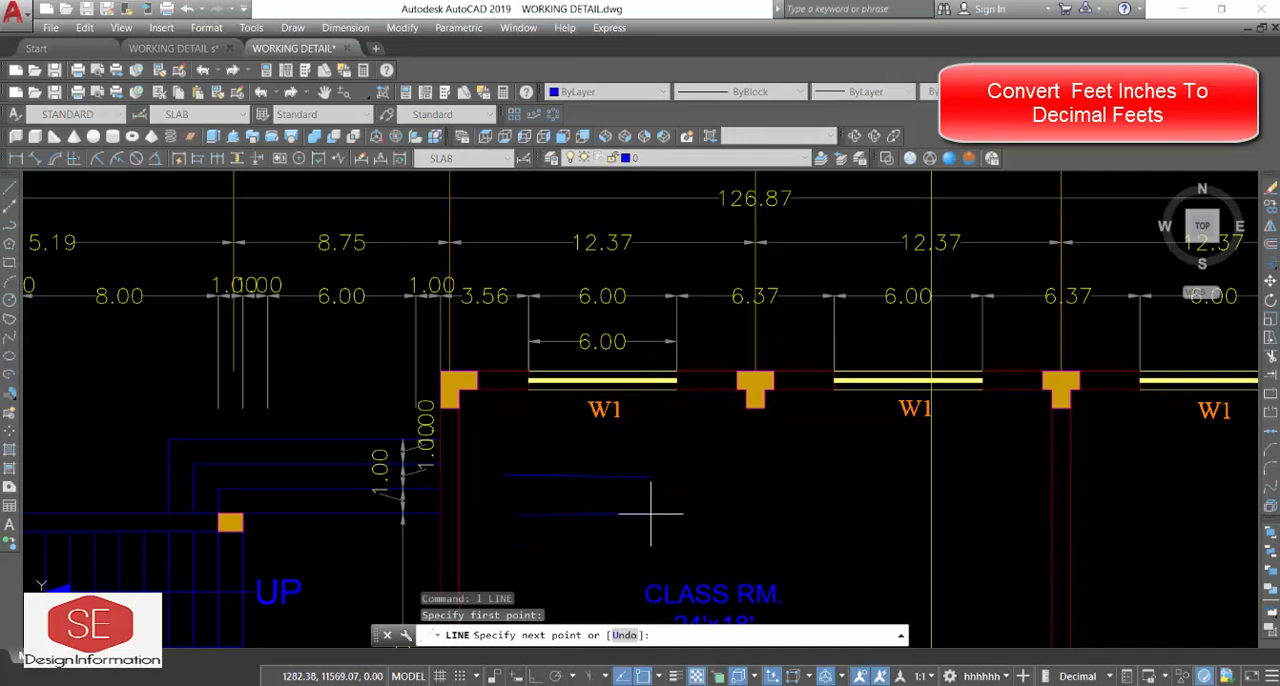 Autodesk AutoCAD 2019 WORKING DETAIL.dwg
Type a keyword or phrase
Sign In
File Edit View Insert Format Tools Draw Dimension Modify Parametric Window Help Express
Start
WORKING DETAIL s*
WORKING DETAIL*
ByLayer
ByBlock
ByLayer
Convert Feet Inches To
Decimal Feets
STANDARD
SLAB
Standard
Standard
SLAB
0
126.87
N
W
TOP
E
S
5.19
8.75
12.37
12.37
12.37
8.00
6.00
1.00
3.56
6.00
6.37
6.00
6.37
8.00
6.00
W1
W1
W1
1.00
UP
CLASS RM.
24'x18'
Y
Command: l LINE
Specify first point:
LINE Specify next point or [Undo]:
SE
DesignInformation
1282.38, 11569.07, 0.00 MODEL
1:1
hhhhhh
Decimal